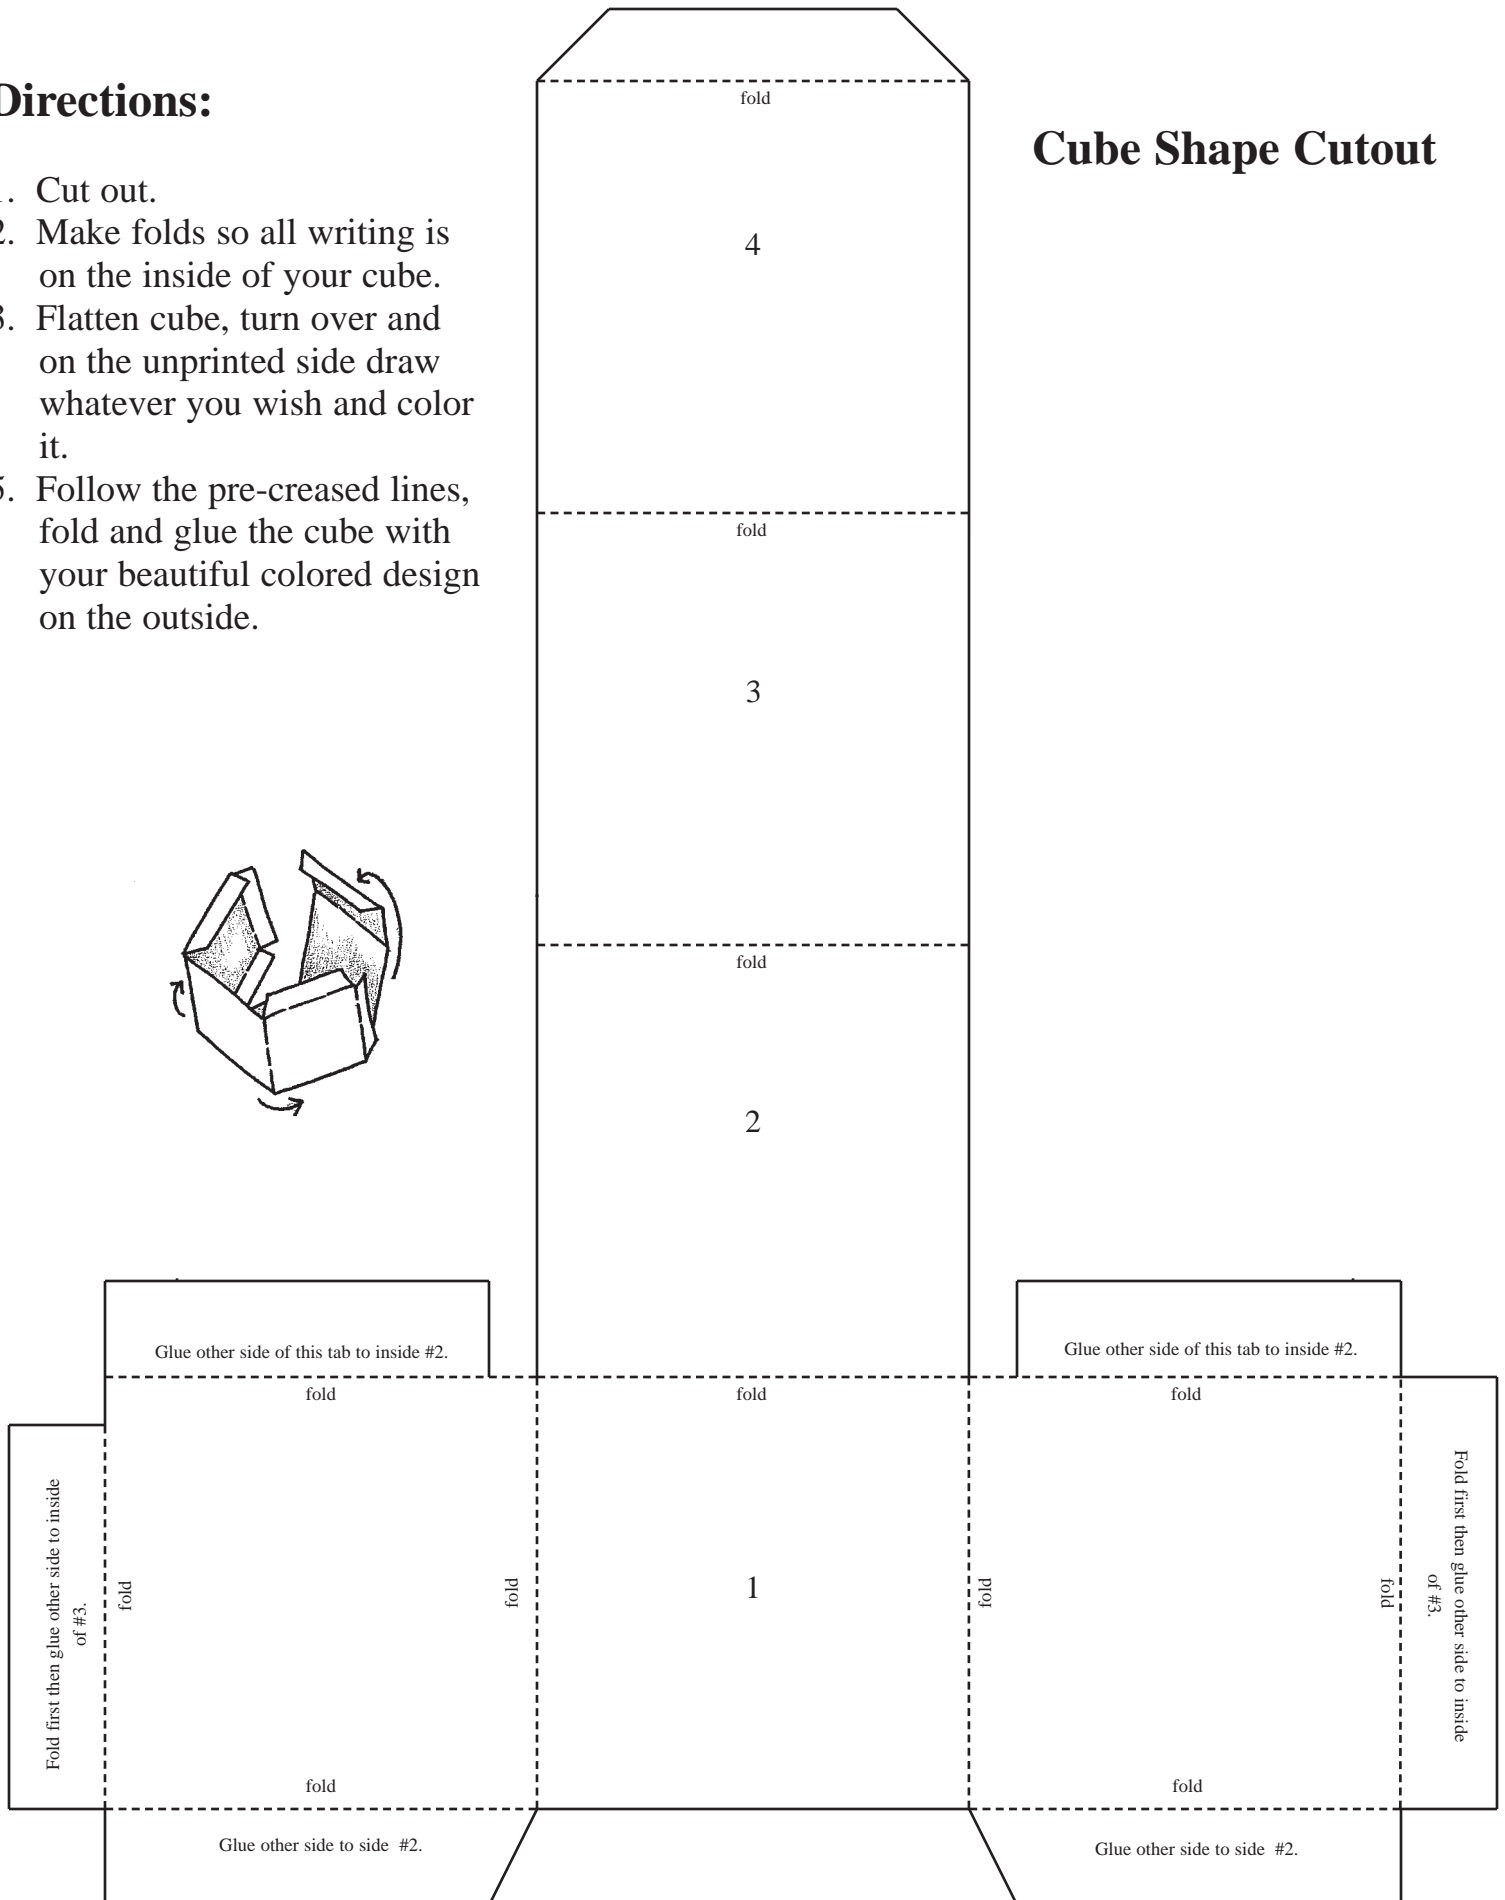 Directions:
1. Cut out.
2. Make folds so all writing is
on the inside of your cube.
3. Flatten cube, turn over and
on the unprinted side draw
whatever you wish and color
it.
5. Follow the pre-creased lines,
fold and glue the cube with
your beautiful colored design
on the outside.
Cube Shape Cutout
fold
4
fold
3
fold
2
Glue other side of this tab to inside #2.
Glue other side of this tab to inside #2.
fold
fold
fold
Fold first then glue other side to inside
of #3.
fold
fold
1
fold
fold
Fold first then glue other side to inside
of #3.
fold
fold
Glue other side to side #2.
Glue other side to side #2.